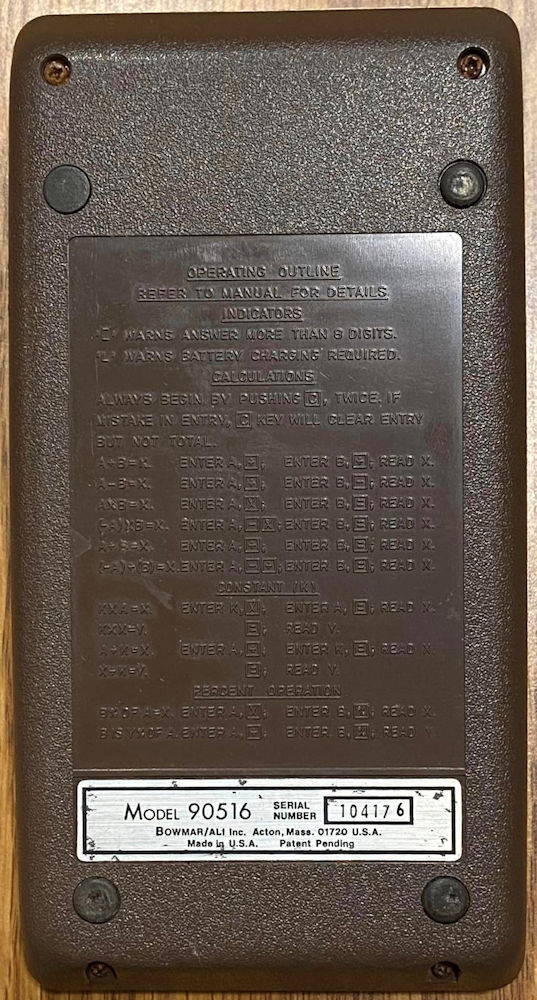 OPERATING OUTLINE
REFER TO MANUAL FOR DETAILS
INDICATORS
WARNS ANSWER MORE THAN 8 DIGITS.
'L' WARNS BATTERY CHARGING REQUIRED.
CALCULATIONS
ALWAYS BEGIN BY PUSHING C, TWICE. IF
MISTAKE IN ENTRY, C KEY WILL CLEAR ENTRY
BUT NOT TOTAL.
A+B=X. ENTER A, ENTER B, READ X.
A-B=X. ENTER A, ENTER B, READ X.
AXB=X. ENTER A, X; ENTER B, READ X.
(-A)XB=X. ENTER A, X; ENTER B, READ X.
A÷B=X. ENTER A, ENTER B, READ X.
(-A)÷(B)=X. ENTER A, ENTER B, READ X.
CONSTANT (K)
KXA=X. ENTER K, X; ENTER A, READ X.
KXX=Y. READ Y.
A÷K=X. ENTER A, ENTER K, READ X.
X÷K=Y. READ Y.
PERCENT OPERATION
B% OF A=X. ENTER A, X; ENTER B, %; READ X.
B IS Y% OF A. ENTER A, ENTER B, %; READ Y.
MODEL 90516 SERIAL NUMBER 104176
BOWMAR/ALI Inc. Acton, Mass. 01720 U.S.A.
Made in U.S.A. Patent Pending